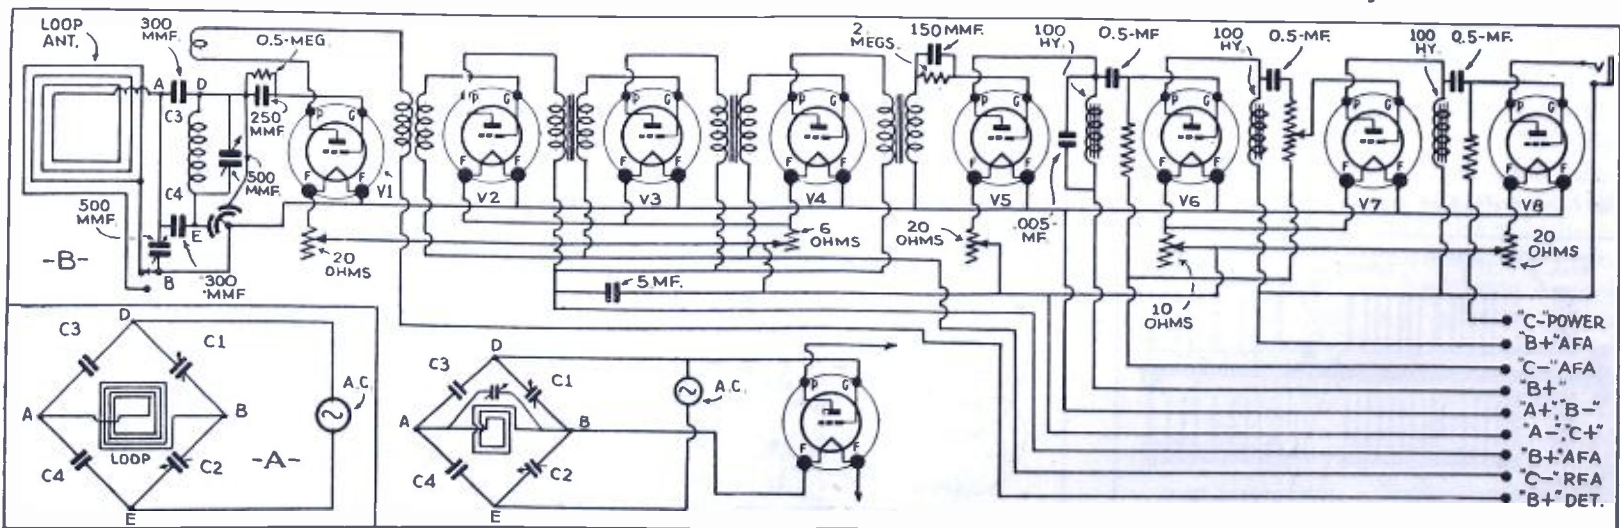 LOOP
ANT.
300
MMF.
0.5-MEG.
2
MEGS.
150 MMF.
100
HY.
0.5-MF.
100
HY.
0.5-MF.
100
HY.
0.5-MF.
A
D
C3
250
MMF
P
G
F
F
V1
P
G
F
F
V2
P
G
F
F
V3
P
G
F
F
V4
P
G
F
F
V5
P
G
F
F
V6
P
G
F
F
V7
P
G
F
F
V8
500
MMF.
C4
500
MMF.
E
B
300
MMF
-B-
20
OHMS
6
OHMS
20
OHMS
.005-
MF.
10
OHMS
20
OHMS
.5 MF.
"C-" POWER
"B+" AFA
"C-" AFA
"B+"
"A+," "B-"
"A-," "C+"
"B+" AFA
"C-" RFA
"B+" DET.
D
C3
C1
A
B
LOOP
C4
C2
E
A.C.
-A-
D
C3
C1
A
B
C4
C2
E
A.C.
P
G
F
F